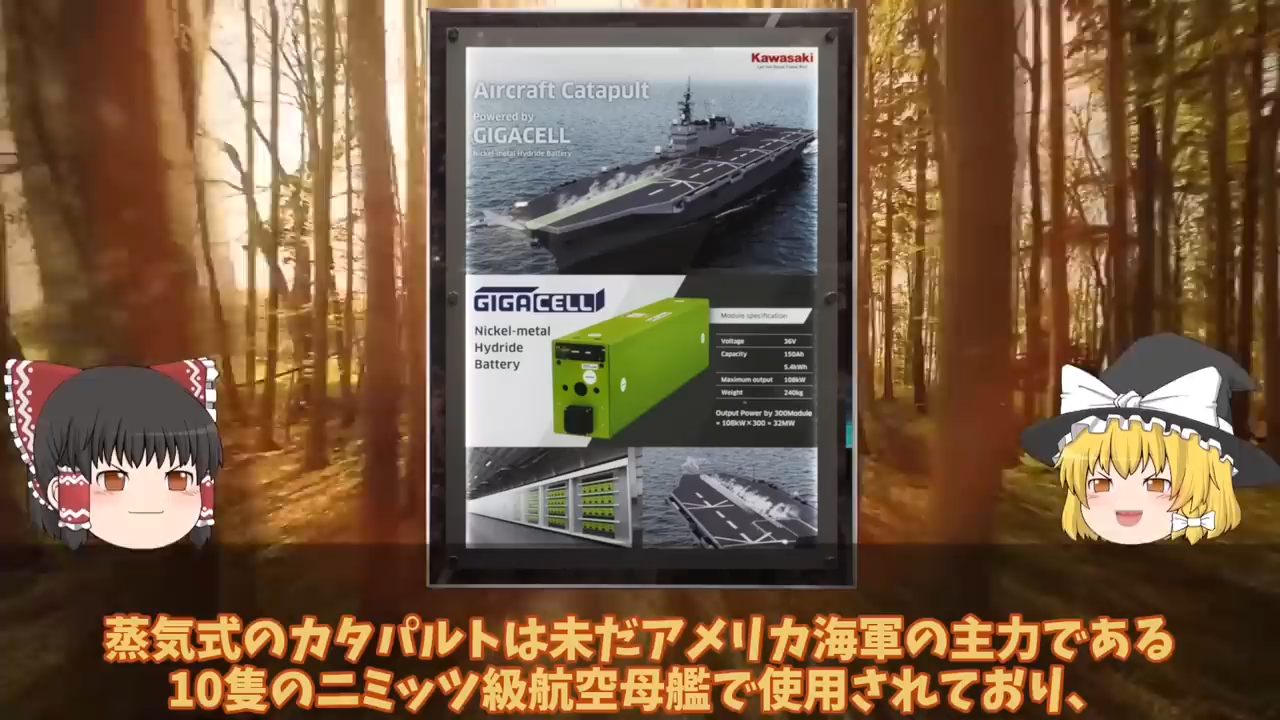 Kawasaki
Aircraft Catapult
Powered by
GIGACELL
Nickel-metal Hydride Battery
GIGACELL
Nickel-metal
Hydride
Battery
Module specification
Voltage 36V
Capacity 150Ah
5.4kWh
Maximum output 108kW
Weight 240kg
Output Power by 300Module
= 108kW×300 = 32MW
蒸気式のカタパルトは未だアメリカ海軍の主力である
10隻のニミッツ級航空母艦で使用されており、